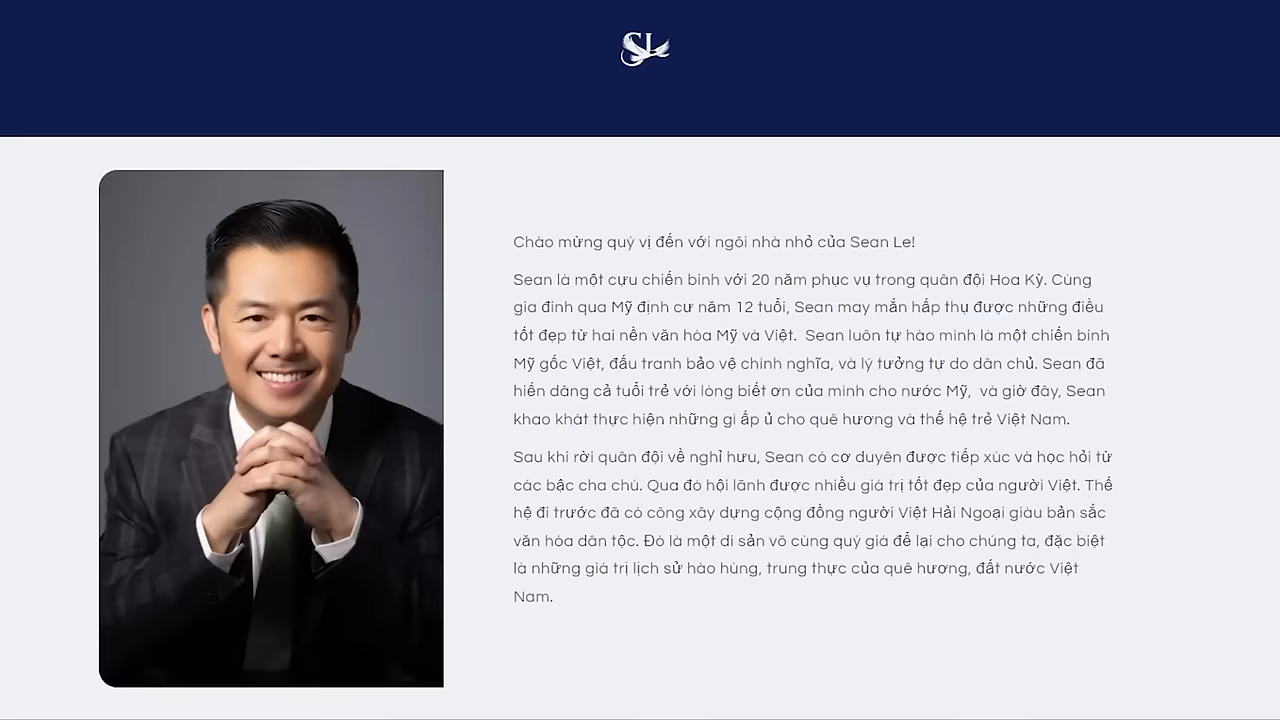 SL
Chào mừng quý vị đến với ngôi nhà nhỏ của Sean Le!
Sean là một cựu chiến binh với 20 năm phục vụ trong quân đội Hoa Kỳ. Cùng
gia đình qua Mỹ định cư năm 12 tuổi, Sean may mắn hấp thụ được những điều
tốt đẹp từ hai nền văn hóa Mỹ và Việt. Sean luôn tự hào mình là một chiến binh
Mỹ gốc Việt, đấu tranh bảo vệ chính nghĩa, và lý tưởng tự do dân chủ. Sean đã
hiến dâng cả tuổi trẻ với lòng biết ơn của mình cho nước Mỹ, và giờ đây, Sean
khao khát thực hiện những gì ấp ủ cho quê hương và thế hệ trẻ Việt Nam.
Sau khi rời quân đội về nghỉ hưu, Sean có cơ duyên được tiếp xúc và học hỏi từ
các bậc cha chú. Qua đó hội lãnh được nhiều giá trị tốt đẹp của người Việt. Thế
hệ đi trước đã có công xây dựng cộng đồng người Việt Hải Ngoại giàu bản sắc
văn hóa dân tộc. Đó là một di sản vô cùng quý giá để lại cho chúng ta, đặc biệt
là những giá trị lịch sử hào hùng, trung thực của quê hương, đất nước Việt
Nam.